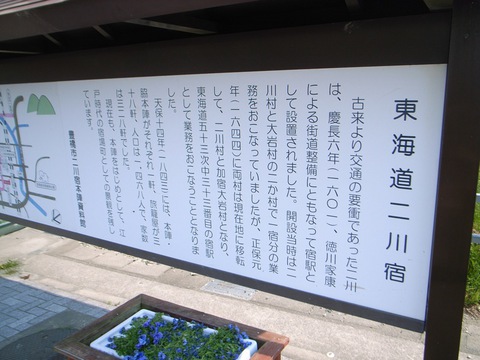 東海道二川宿
古来より交通の要衝であった二川
は、慶長六年(一六〇一)、徳川家康
による街道整備にともなって宿駅と
して設置されました。開設当時は二
川村と大岩村の二か村で一宿分の業
務をおこなっていましたが、正保元
年(一六四四)に両村は現在地に移転
して、二川村と加宿大岩村となり、
東海道五十三次中三十三番目の宿駅
として業務をおこなうこととなりま
した。
天保十四年(一八四三)には、本陣・
脇本陣がそれぞれ一軒、旅籠屋が三
十八軒、人口は一四六八人で、家数
は三二八軒でした。
現在も、本陣をはじめとして、江
戸時代の宿場町としての景観を残し
ています。
豊橋市二川宿本陣資料館